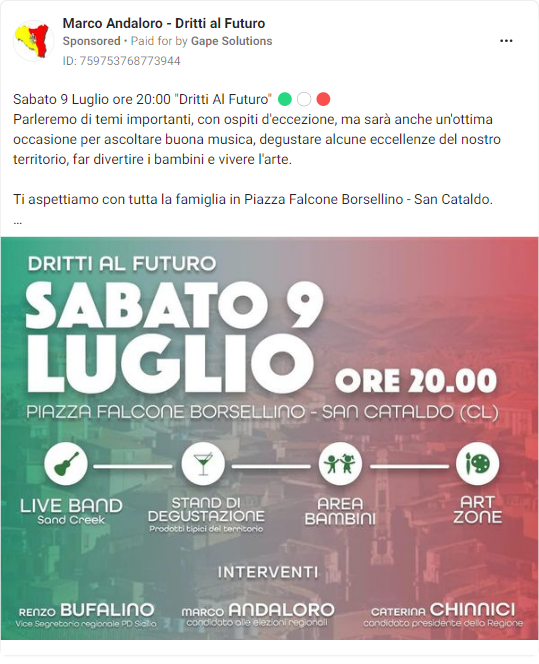 Marco Andaloro - Dritti al Futuro
Sponsored • Paid for by Gape Solutions
ID: 759753768773944
Sabato 9 Luglio ore 20:00 "Dritti Al Futuro" 🟢⚪🔴
Parleremo di temi importanti, con ospiti d'eccezione, ma sarà anche un'ottima
occasione per ascoltare buona musica, degustare alcune eccellenze del nostro
territorio, far divertire i bambini e vivere l'arte.
Ti aspettiamo con tutta la famiglia in Piazza Falcone Borsellino - San Cataldo.
...
DRITTI AL FUTURO
SABATO 9
LUGLIO ORE 20.00
PIAZZA FALCONE BORSELLINO - SAN CATALDO (CL)
LIVE BAND
Sand Creek
STAND DI
DEGUSTAZIONE
Prodotti tipici del territorio
AREA
BAMBINI
ART
ZONE
INTERVENTI
RENZO BUFALINO
Vice Segretario regionale PD Sicilia
MARCO ANDALORO
candidato alle elezioni regionali
CATERINA CHINNICI
candidato presidente della Regione